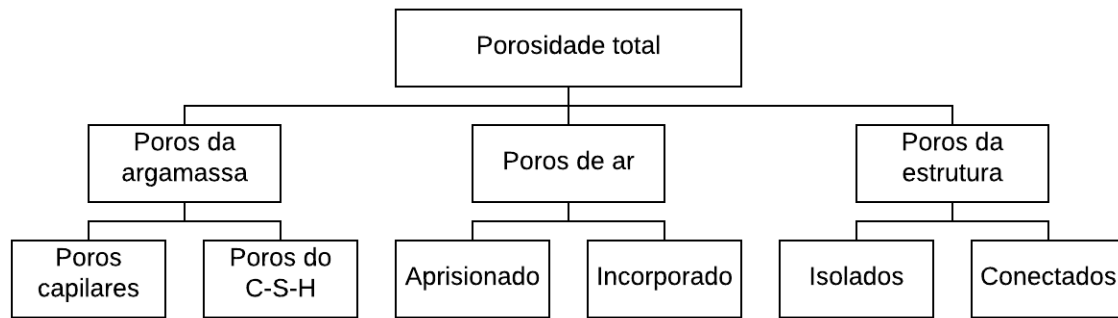 Porosidade total
Poros da
argamassa
Poros de ar
Poros da
estrutura
Poros
capilares
Poros do
C-S-H
Aprisionado
Incorporado
Isolados
Conectados